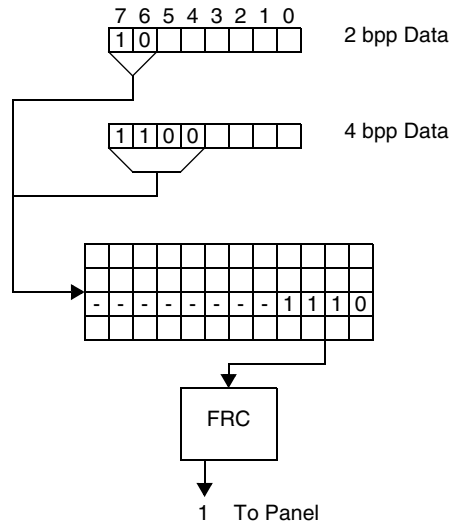 7 6 5 4 3 2 1 0
1 0 2 bpp Data
1 1 0 0 4 bpp Data
- - - - - - - - 1 1 1 0
FRC
1 To Panel